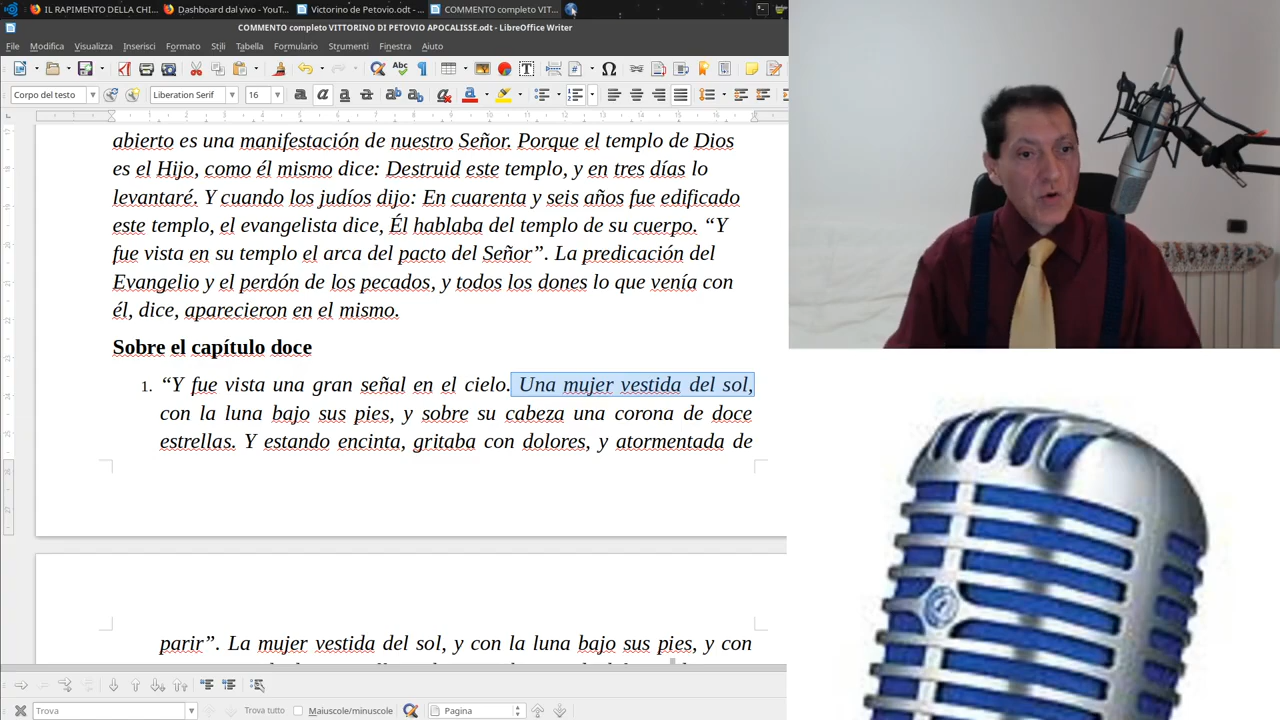 IL RAPIMENTO DELLA CHI...
Dashboard dal vivo - YouT...
Victorino de Petovio.odt - ...
COMMENTO completo VIT...
COMMENTO completo VITTORINO DI PETOVIO APOCALISSE.odt - LibreOffice Writer
File Modifica Visualizza Inserisci Formato Stili Tabella Formulario Strumenti Finestra Aiuto
Corpo del testo Liberation Serif 16
abierto es una manifestación de nuestro Señor. Porque el templo de Dios
es el Hijo, como él mismo dice: Destruid este templo, y en tres días lo
levantaré. Y cuando los judíos dijo: En cuarenta y seis años fue edificado
este templo, el evangelista dice, Él hablaba del templo de su cuerpo. “Y
fue vista en su templo el arca del pacto del Señor”. La predicación del
Evangelio y el perdón de los pecados, y todos los dones lo que venía con
él, dice, aparecieron en el mismo.
Sobre el capítulo doce
1. “Y fue vista una gran señal en el cielo. Una mujer vestida del sol,
con la luna bajo sus pies, y sobre su cabeza una corona de doce
estrellas. Y estando encinta, gritaba con dolores, y atormentada de
parir”. La mujer vestida del sol, y con la luna bajo sus pies, y con
Trova Trova tutto Maiuscole/minuscole Pagina